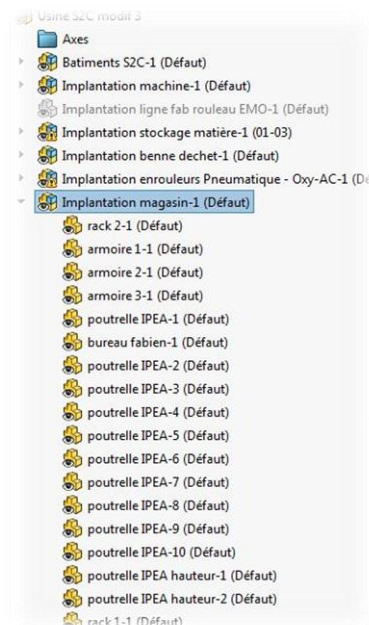 Usine S2C modif 3
Axes
Batiments S2C-1 (Défaut)
Implantation machine-1 (Défaut)
Implantation ligne fab rouleau EMO-1 (Défaut)
Implantation stockage matière-1 (01-03)
Implantation benne dechet-1 (Défaut)
Implantation enrouleurs Pneumatique - Oxy-AC-1 (De
Implantation magasin-1 (Défaut)
rack 2-1 (Défaut)
armoire 1-1 (Défaut)
armoire 2-1 (Défaut)
armoire 3-1 (Défaut)
poutrelle IPEA-1 (Défaut)
bureau fabien-1 (Défaut)
poutrelle IPEA-2 (Défaut)
poutrelle IPEA-3 (Défaut)
poutrelle IPEA-4 (Défaut)
poutrelle IPEA-5 (Défaut)
poutrelle IPEA-6 (Défaut)
poutrelle IPEA-7 (Défaut)
poutrelle IPEA-8 (Défaut)
poutrelle IPEA-9 (Défaut)
poutrelle IPEA-10 (Défaut)
poutrelle IPEA hauteur-1 (Défaut)
poutrelle IPEA hauteur-2 (Défaut)
rack 1-1 (Défaut)